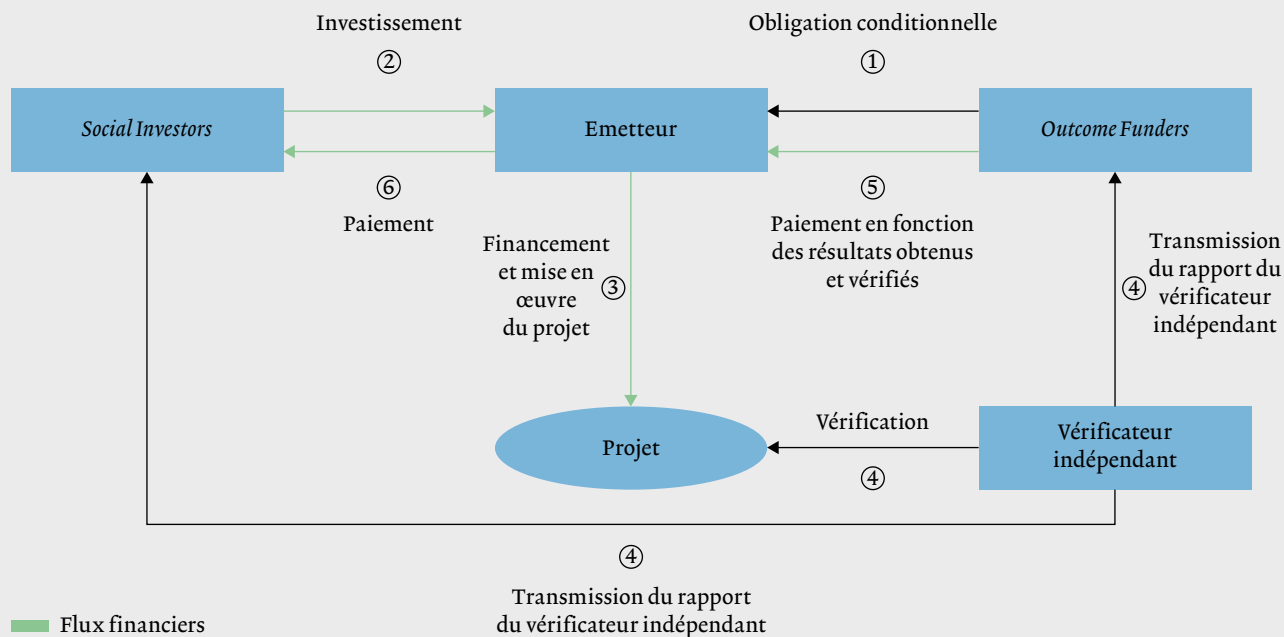 Investissement
②
Obligation conditionnelle
①
Social Investors
Emetteur
Outcome Funders
⑥
Paiement
⑤
Paiement en fonction
des résultats obtenus
et vérifiés
Financement
et mise en
œuvre
du projet
③
Transmission
du rapport du
vérificateur
indépendant
④
Projet
Vérification
④
Vérificateur
indépendant
④
Transmission du rapport
du vérificateur indépendant
Flux financiers